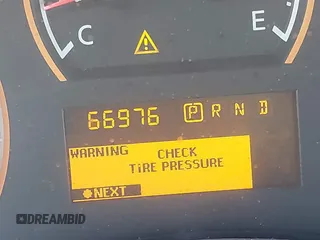 C E
66976 P R N D
WARNING CHECK
TIRE PRESSURE
NEXT
DREAMBID